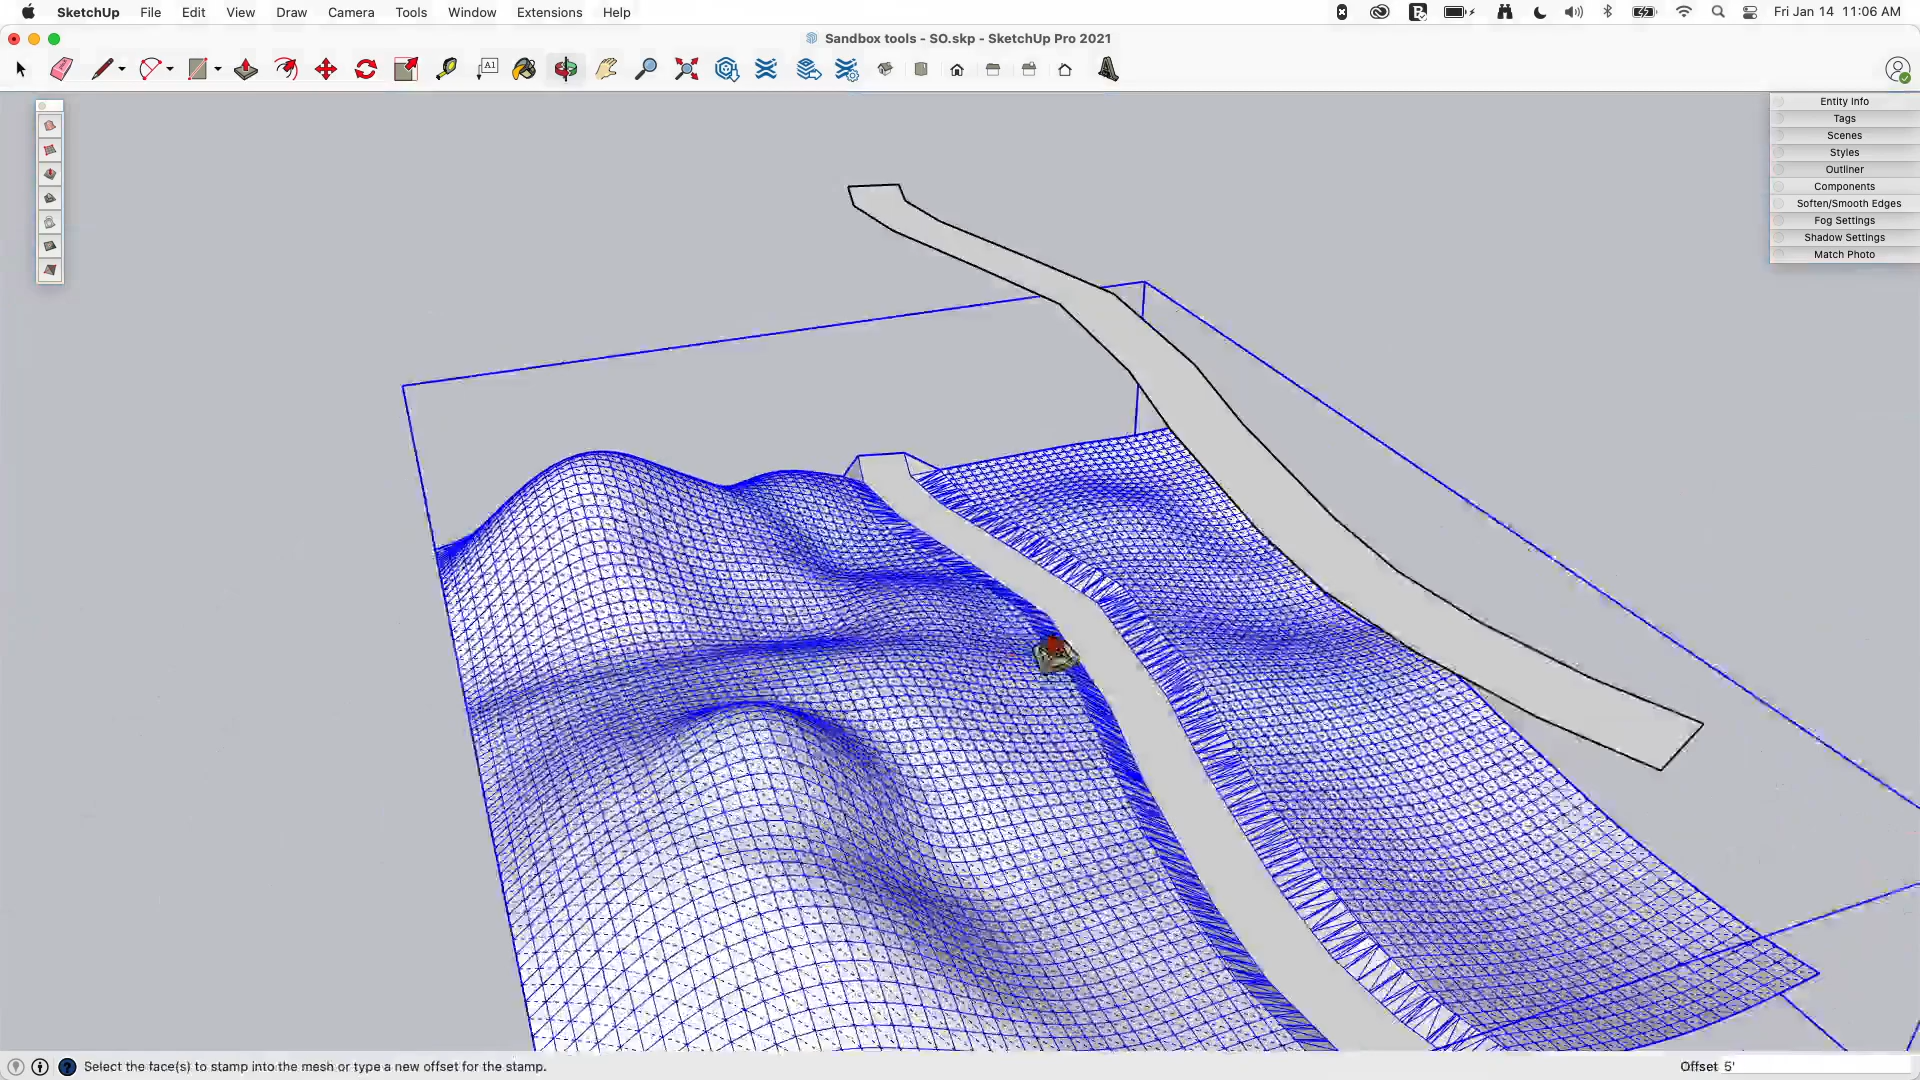 SketchUp File Edit View Draw Camera Tools Window Extensions Help Fri Jan 14 11:06 AM
Sandbox tools - SO.skp - SketchUp Pro 2021
A1
Entity Info
Tags
Scenes
Styles
Outliner
Components
Soften/Smooth Edges
Fog Settings
Shadow Settings
Match Photo
Select the face(s) to stamp into the mesh or type a new offset for the stamp. Offset 5'